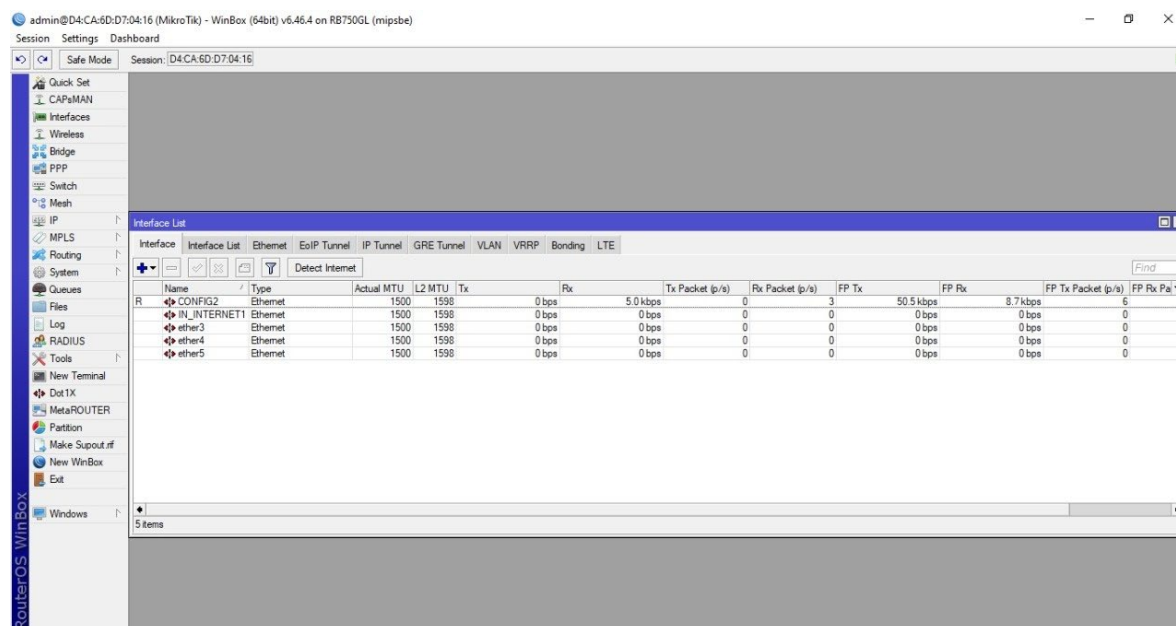 admin@D4:CA:6D:D7:04:16 (MikroTik) - WinBox (64bit) v6.46.4 on RB750GL (mipsbe)
Session Settings Dashboard
Safe Mode Session: D4:CA:6D:D7:04:16
Quick Set
CAPsMAN
Interfaces
Wireless
Bridge
PPP
Switch
Mesh
IP
MPLS
Routing
System
Queues
Files
Log
RADIUS
Tools
New Terminal
Dot1X
MetaROUTER
Partition
Make Supout.rif
New WinBox
Exit
Windows
RouterOS WinBox
Interface List
Interface Interface List Ethernet EoIP Tunnel IP Tunnel GRE Tunnel VLAN VRRP Bonding LTE
Detect Internet Find
Name / Type Actual MTU L2 MTU Tx Rx Tx Packet (p/s) Rx Packet (p/s) FP Tx FP Rx FP Tx Packet (p/s) FP Rx Pa
R CONFIG2 Ethernet 1500 1598 0 bps 5.0 kbps 0 3 50.5 kbps 8.7 kbps 6
IN_INTERNET1 Ethernet 1500 1598 0 bps 0 bps 0 0 0 bps 0 bps 0
ether3 Ethernet 1500 1598 0 bps 0 bps 0 0 0 bps 0 bps 0
ether4 Ethernet 1500 1598 0 bps 0 bps 0 0 0 bps 0 bps 0
ether5 Ethernet 1500 1598 0 bps 0 bps 0 0 0 bps 0 bps 0
5 items